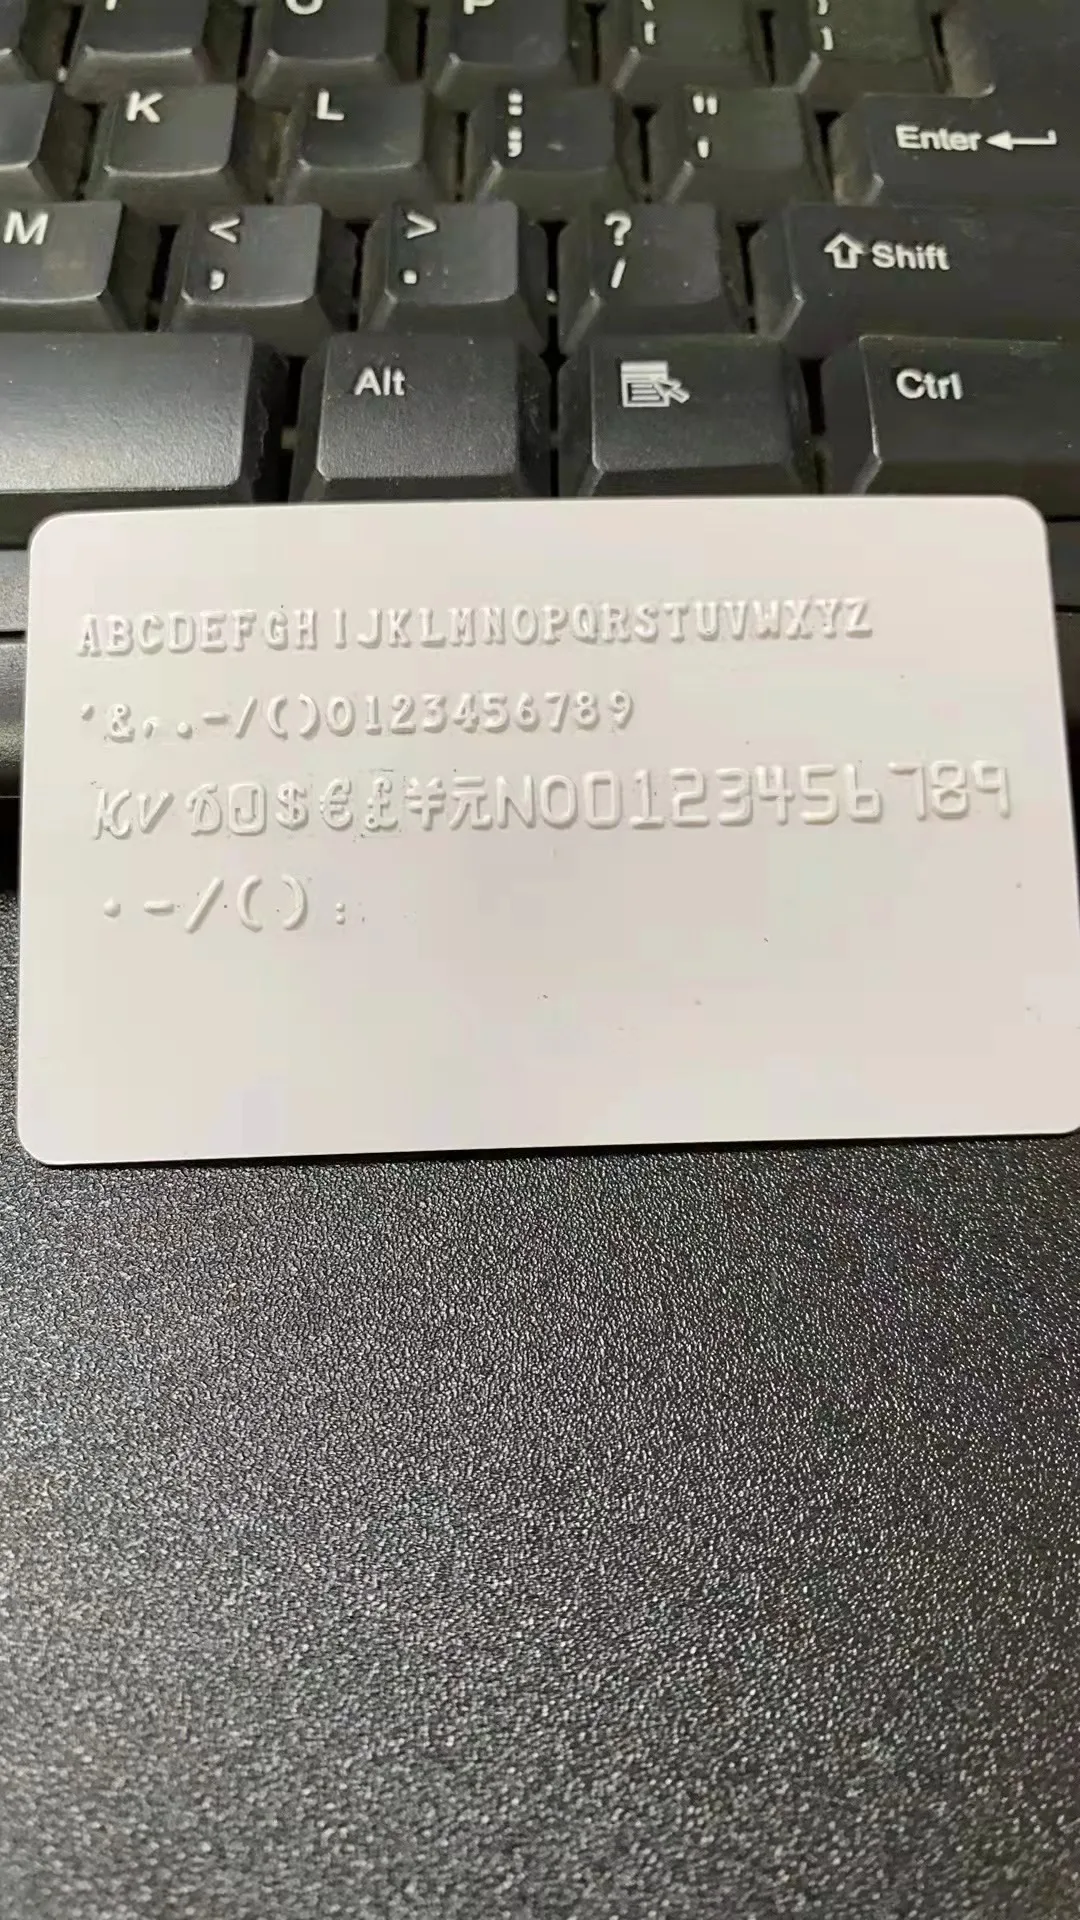 K L : ; " ' Enter
M < , > . ? / Shift
Alt Ctrl
ABCDEFGHIJKLMNOPQRSTUVWXYZ
'&,.-/()0123456789
KV D J $€£¥元NO0123456789
.-/():